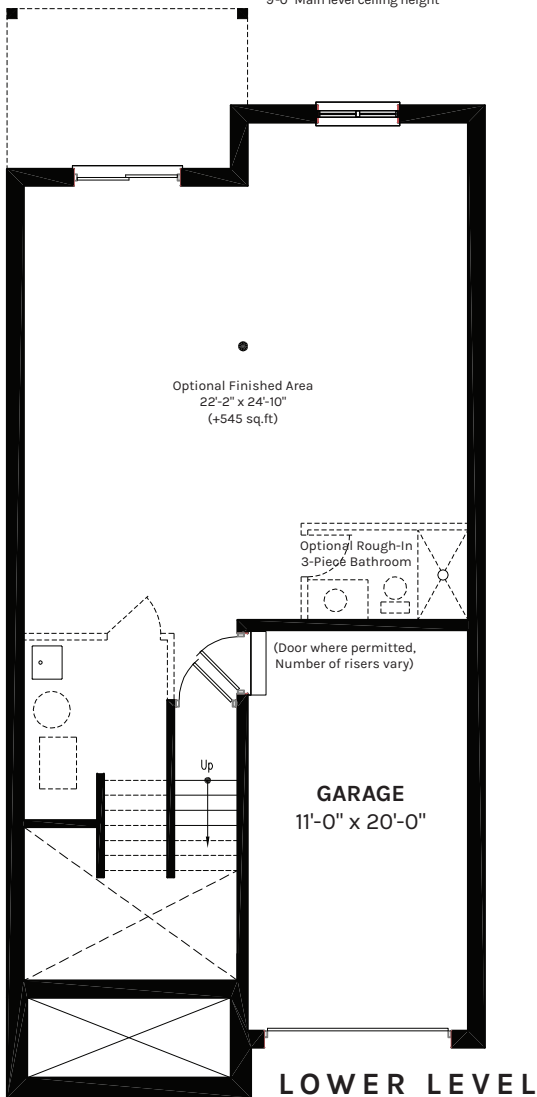 9'-0" Main level ceiling height
Optional Finished Area
22'-2" x 24'-10"
(+545 sq.ft)
Optional Rough-In
3-Piece Bathroom
(Door where permitted,
Number of risers vary)
Up
GARAGE
11'-0" x 20'-0"
LOWER LEVEL